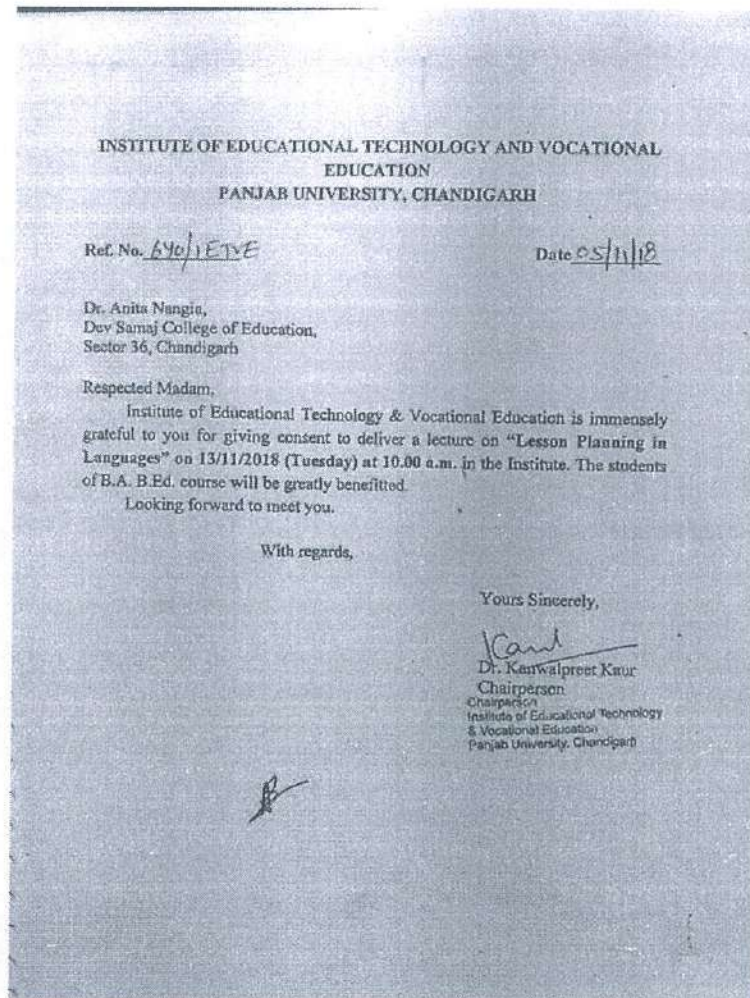 INSTITUTE OF EDUCATIONAL TECHNOLOGY AND VOCATIONAL
EDUCATION
PANJAB UNIVERSITY, CHANDIGARH
Ref. No. 640/IETVE Date 05/11/18
Dr. Anita Nangia,
Dev Samaj College of Education,
Sector 36, Chandigarh
Respected Madam,
Institute of Educational Technology & Vocational Education is immensely
grateful to you for giving consent to deliver a lecture on “Lesson Planning in
Languages” on 13/11/2018 (Tuesday) at 10.00 a.m. in the Institute. The students
of B.A. B.Ed. course will be greatly benefitted.
Looking forward to meet you.
With regards,
Yours Sincerely,
Dr. Kanwalpreet Kaur
Chairperson
Chairperson
Institute of Educational Technology
& Vocational Education
Panjab University, Chandigarh